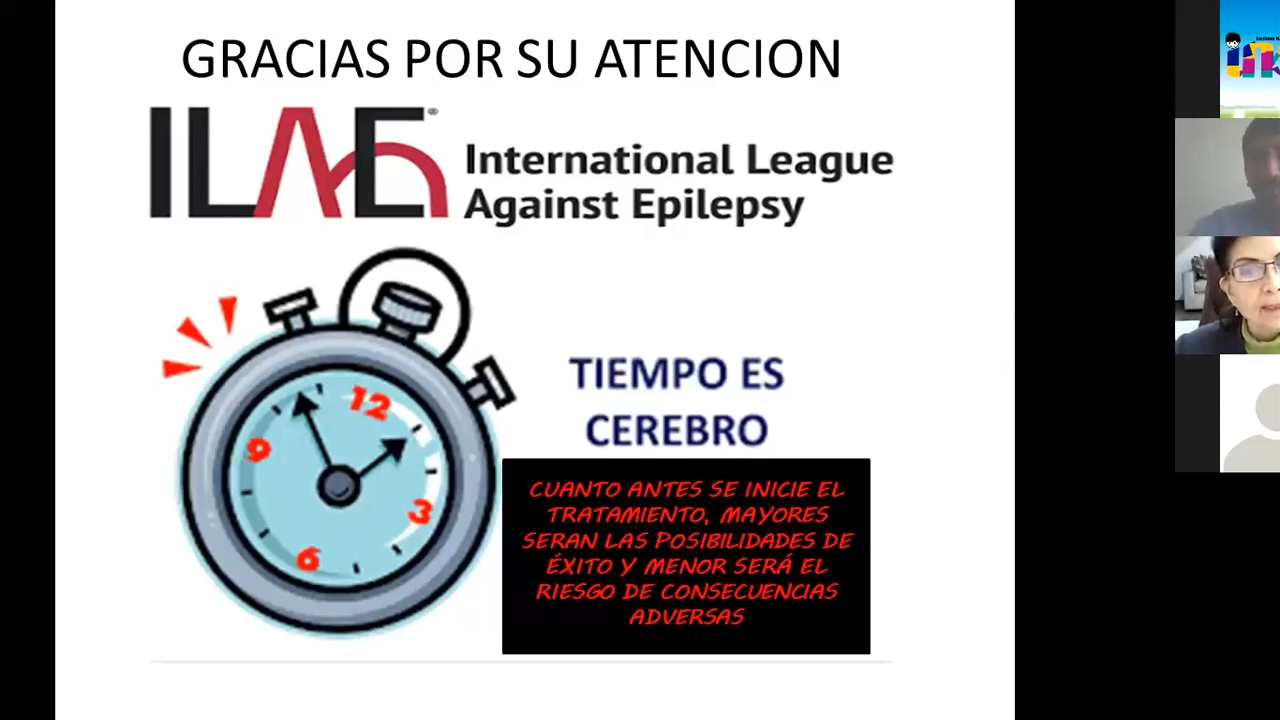 GRACIAS POR SU ATENCION
ILAE®
International League
Against Epilepsy
TIEMPO ES
CEREBRO
12
9
3
6
CUANTO ANTES SE INICIE EL
TRATAMIENTO, MAYORES
SERAN LAS POSIBILIDADES DE
ÉXITO Y MENOR SERÁ EL
RIESGO DE CONSECUENCIAS
ADVERSAS